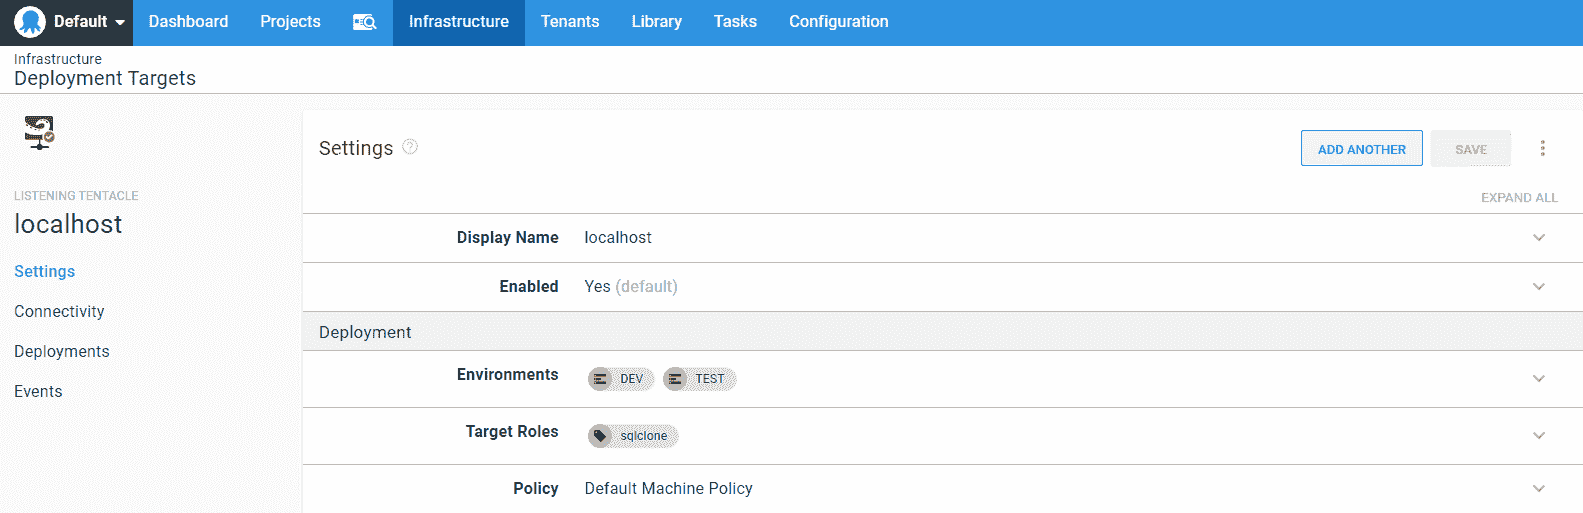 Default Dashboard Projects Infrastructure Tenants Library Tasks Configuration
Infrastructure
Deployment Targets
LISTENING TENTACLE
localhost
Settings
Connectivity
Deployments
Events
Settings ? ADD ANOTHER SAVE
EXPAND ALL
Display Name localhost
Enabled Yes (default)
Deployment
Environments DEV TEST
Target Roles sqlclone
Policy Default Machine Policy